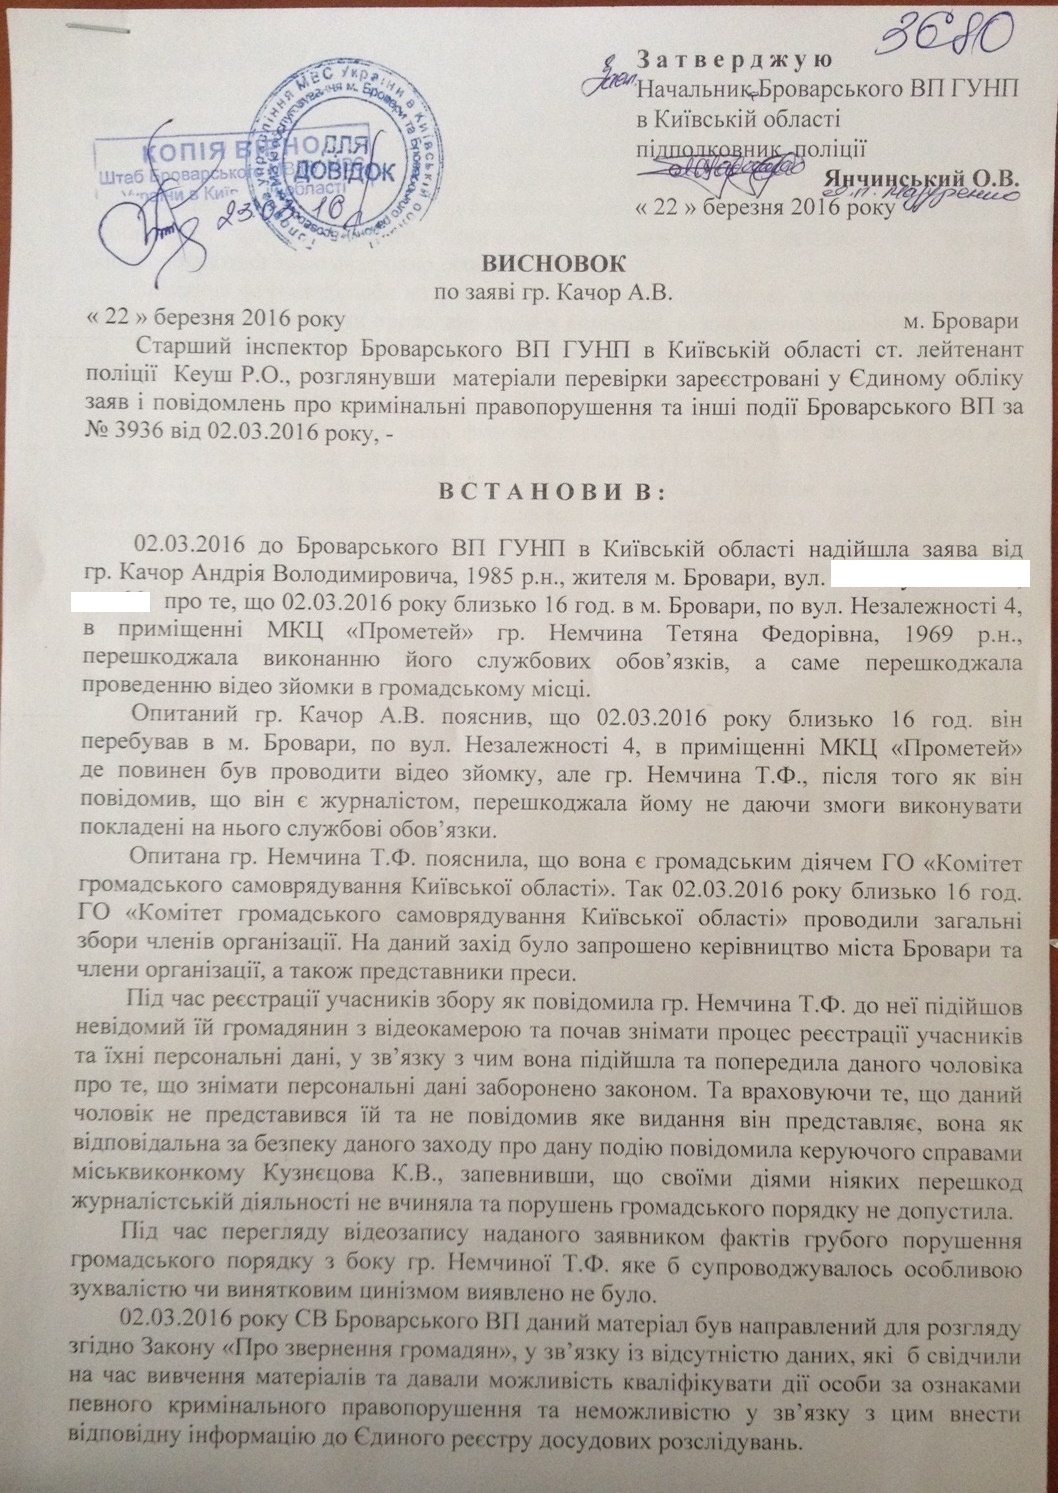 3680
Затверджую
Начальник Броварського ВП ГУНП
в Київській області
підполковник поліції
Янчинський О.В.
« 22 » березня 2016 року
КОПІЯ
Штаб Броварського
України в Київ області
23 03 16
ДЛЯ
ДОВІДОК
ВИСНОВОК
по заяві гр. Качор А.В.
« 22 » березня 2016 року м. Бровари
Старший інспектор Броварського ВП ГУНП в Київській області ст. лейтенант
поліції Кеуш Р.О., розглянувши матеріали перевірки зареєстровані у Єдиному обліку
заяв і повідомлень про кримінальні правопорушення та інші події Броварського ВП за
№ 3936 від 02.03.2016 року, -
В С Т А Н О В И В :
02.03.2016 до Броварського ВП ГУНП в Київській області надійшла заява від
гр. Качор Андрія Володимировича, 1985 р.н., жителя м. Бровари, вул.
про те, що 02.03.2016 року близько 16 год. в м. Бровари, по вул. Незалежності 4,
в приміщенні МКЦ «Прометей» гр. Немчина Тетяна Федорівна, 1969 р.н.,
перешкоджала виконанню його службових обов’язків, а саме перешкоджала
проведенню відео зйомки в громадському місці.
Опитаний гр. Качор А.В. пояснив, що 02.03.2016 року близько 16 год. він
перебував в м. Бровари, по вул. Незалежності 4, в приміщенні МКЦ «Прометей»
де повинен був проводити відео зйомку, але гр. Немчина Т.Ф., після того як він
повідомив, що він є журналістом, перешкоджала йому не даючи змоги виконувати
покладені на нього службові обов’язки.
Опитана гр. Немчина Т.Ф. пояснила, що вона є громадським діячем ГО «Комітет
громадського самоврядування Київської області». Так 02.03.2016 року близько 16 год.
ГО «Комітет громадського самоврядування Київської області» проводили загальні
збори членів організації. На даний захід було запрошено керівництво міста Бровари та
члени організації, а також представники преси.
Під час реєстрації учасників збору як повідомила гр. Немчина Т.Ф. до неї підійшов
невідомий їй громадянин з відеокамерою та почав знімати процес реєстрації учасників
та їхні персональні дані, у зв’язку з чим вона підійшла та попередила даного чоловіка
про те, що знімати персональні дані заборонено законом. Та враховуючи те, що даний
чоловік не представився їй та не повідомив яке видання він представляє, вона як
відповідальна за безпеку даного заходу про дану подію повідомила керуючого справами
міськвиконкому Кузнєцова К.В., запевнивши, що своїми діями ніяких перешкод
журналістській діяльності не вчиняла та порушень громадського порядку не допустила.
Під час перегляду відеозапису наданого заявником фактів грубого порушення
громадського порядку з боку гр. Немчиної Т.Ф. яке б супроводжувалось особливою
зухвалістю чи винятковим цинізмом виявлено не було.
02.03.2016 року СВ Броварського ВП даний матеріал був направлений для розгляду
згідно Закону «Про звернення громадян», у зв’язку із відсутністю даних, які б свідчили
на час вивчення матеріалів та давали можливість кваліфікувати дії особи за ознаками
певного кримінального правопорушення та неможливістю у зв’язку з цим внести
відповідну інформацію до Єдиного реєстру досудових розслідувань.